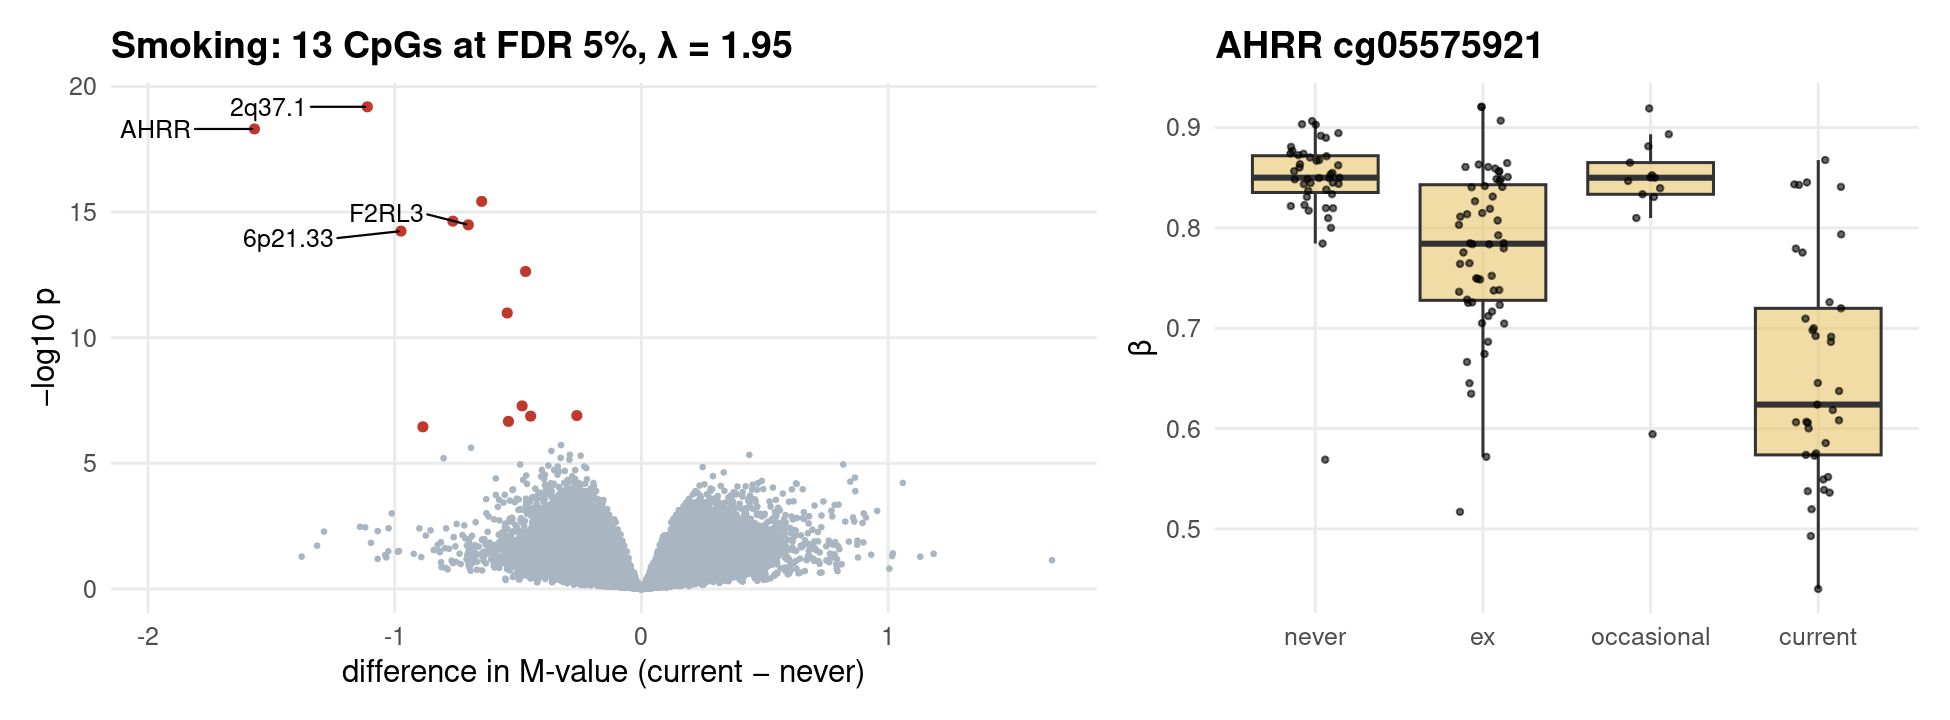 Smoking: 13 CpGs at FDR 5%, λ = 1.95
20
15
10
5
0
−log10 p
2q37.1
AHRR
F2RL3
6p21.33
-2
-1
0
1
difference in M-value (current − never)
AHRR cg05575921
0.9
0.8
0.7
0.6
0.5
β
never
ex
occasional
current